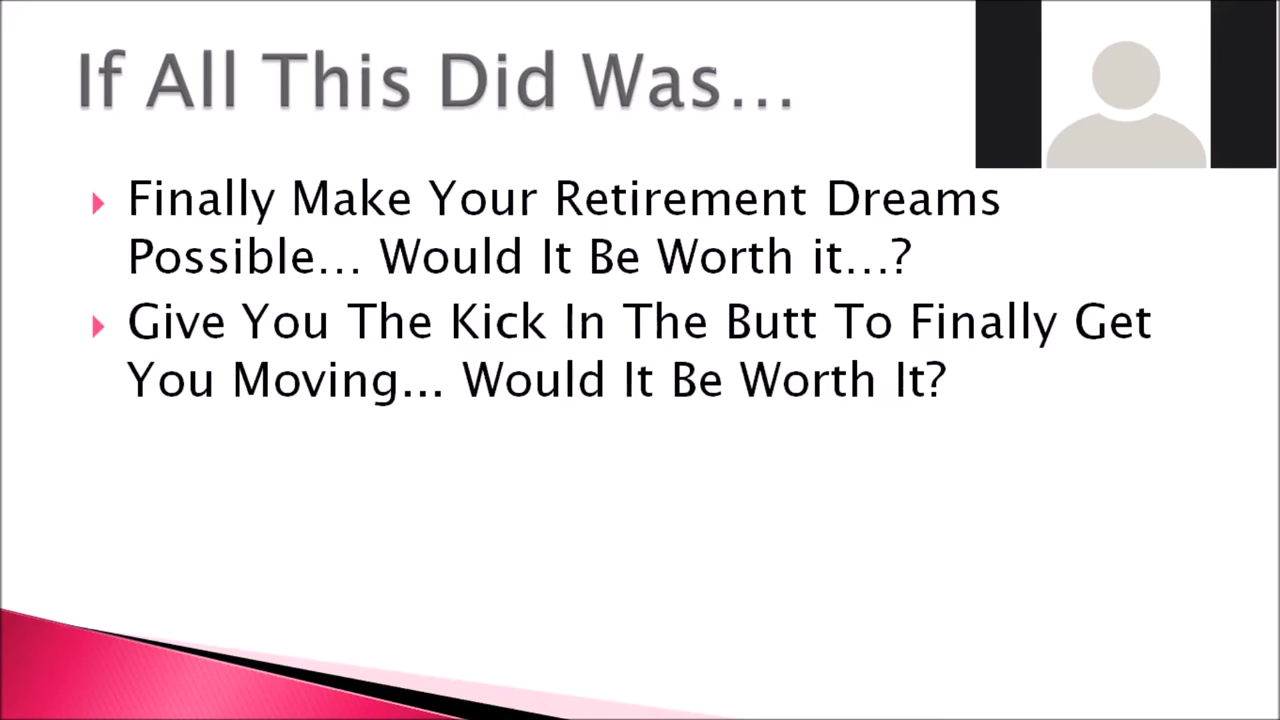 If All This Did Was...
Finally Make Your Retirement Dreams
Possible... Would It Be Worth it...?
Give You The Kick In The Butt To Finally Get
You Moving... Would It Be Worth It?